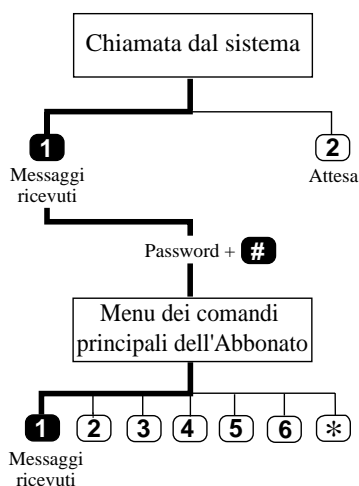 Chiamata dal sistema
1 2
Messaggi Attesa
ricevuti
Password + #
Menu dei comandi
principali dell'Abbonato
1 2 3 4 5 6 *
Messaggi
ricevuti